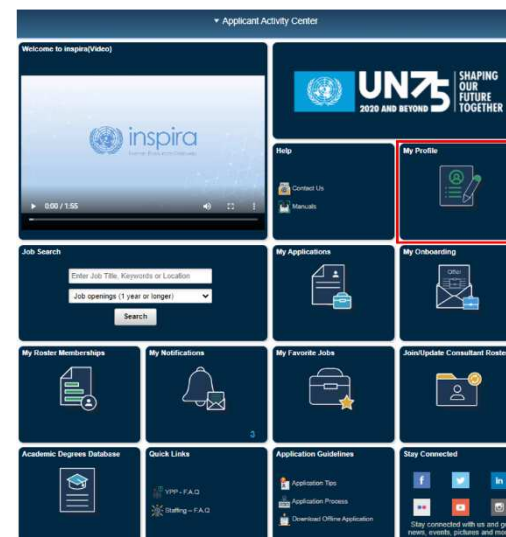 Applicant Activity Center
Welcome to inspira(Video)
inspira
0:00 / 1:55
UN75
2020 AND BEYOND
SHAPING
OUR
FUTURE
TOGETHER
Help
Contact Us
Manuals
My Profile
Job Search
Enter Job Title, Keywords or Location
Job openings (1 year or longer)
Search
My Applications
My Onboarding
Offer
My Roster Memberships
My Notifications
3
My Favorite Jobs
Join/Update Consultant Roster
Academic Degrees Database
Quick Links
YPP - F.A.Q
Staffing – F.A.Q
Application Guidelines
Application Tips
Application Process
Download Offline Application
Stay Connected
f
in
Stay connected with us and
news, events, pictures and